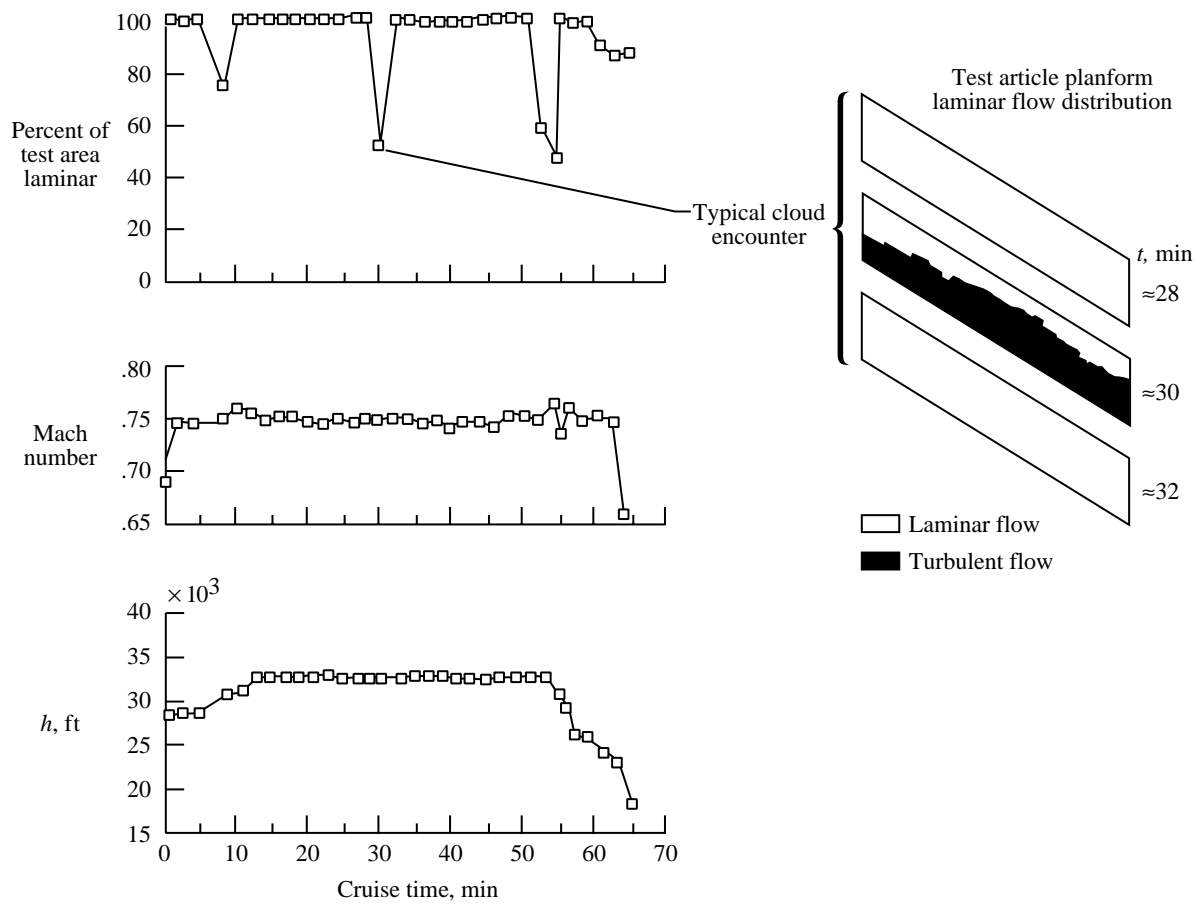 100
80
60
40
20
0
Percent of
test area
laminar
Typical cloud
encounter
Test article planform
laminar flow distribution
t, min
≈28
≈30
≈32
Laminar flow
Turbulent flow
.80
.75
.70
.65
Mach
number
×10³
40
35
30
25
20
15
h, ft
0 10 20 30 40 50 60 70
Cruise time, min